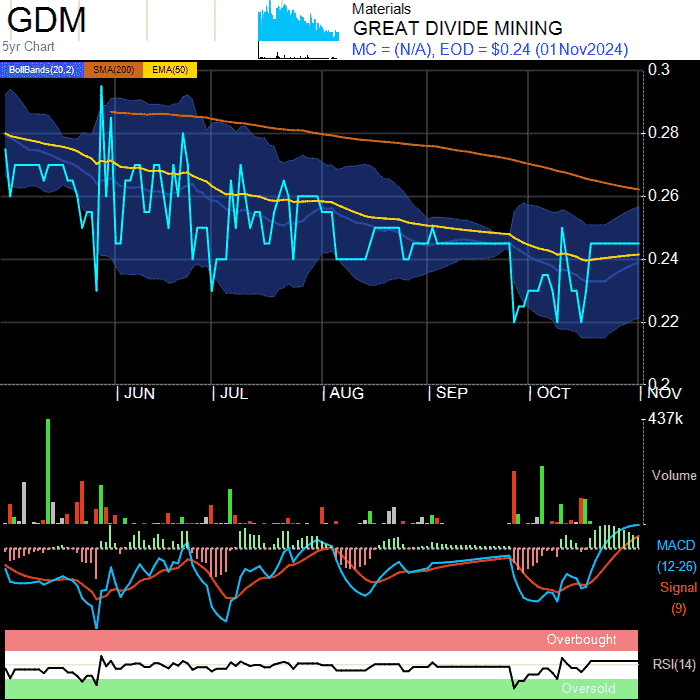 GDM
5yr Chart
Materials
GREAT DIVIDE MINING
MC = (N/A), EOD = $0.24 (01Nov2024)
BollBands(20,2) SMA(200) EMA(50)
0.3
0.28
0.26
0.24
0.22
0.2
| JUN | JUL | AUG | SEP | OCT | NOV
437k
Volume
MACD
(12-26)
Signal
(9)
Overbought
RSI(14)
Oversold